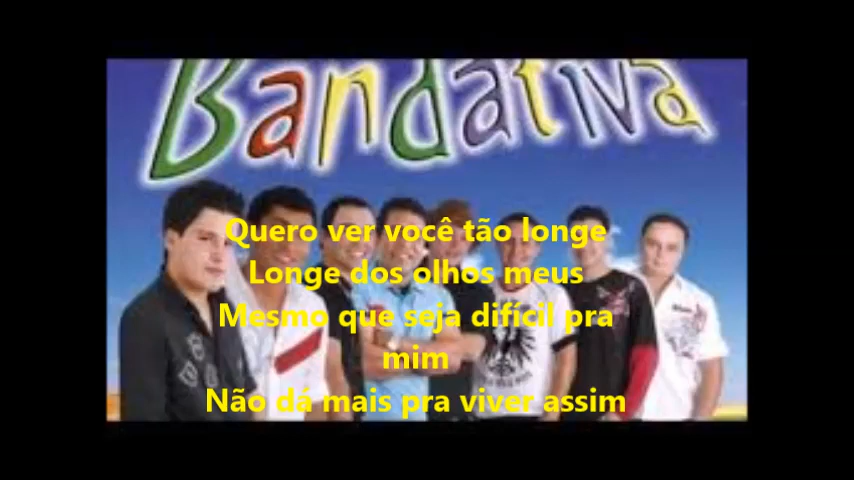 Bandativa
Quero ver você tão longe
Longe dos olhos meus
Mesmo que seja difícil pra
mim
Não dá mais pra viver assim